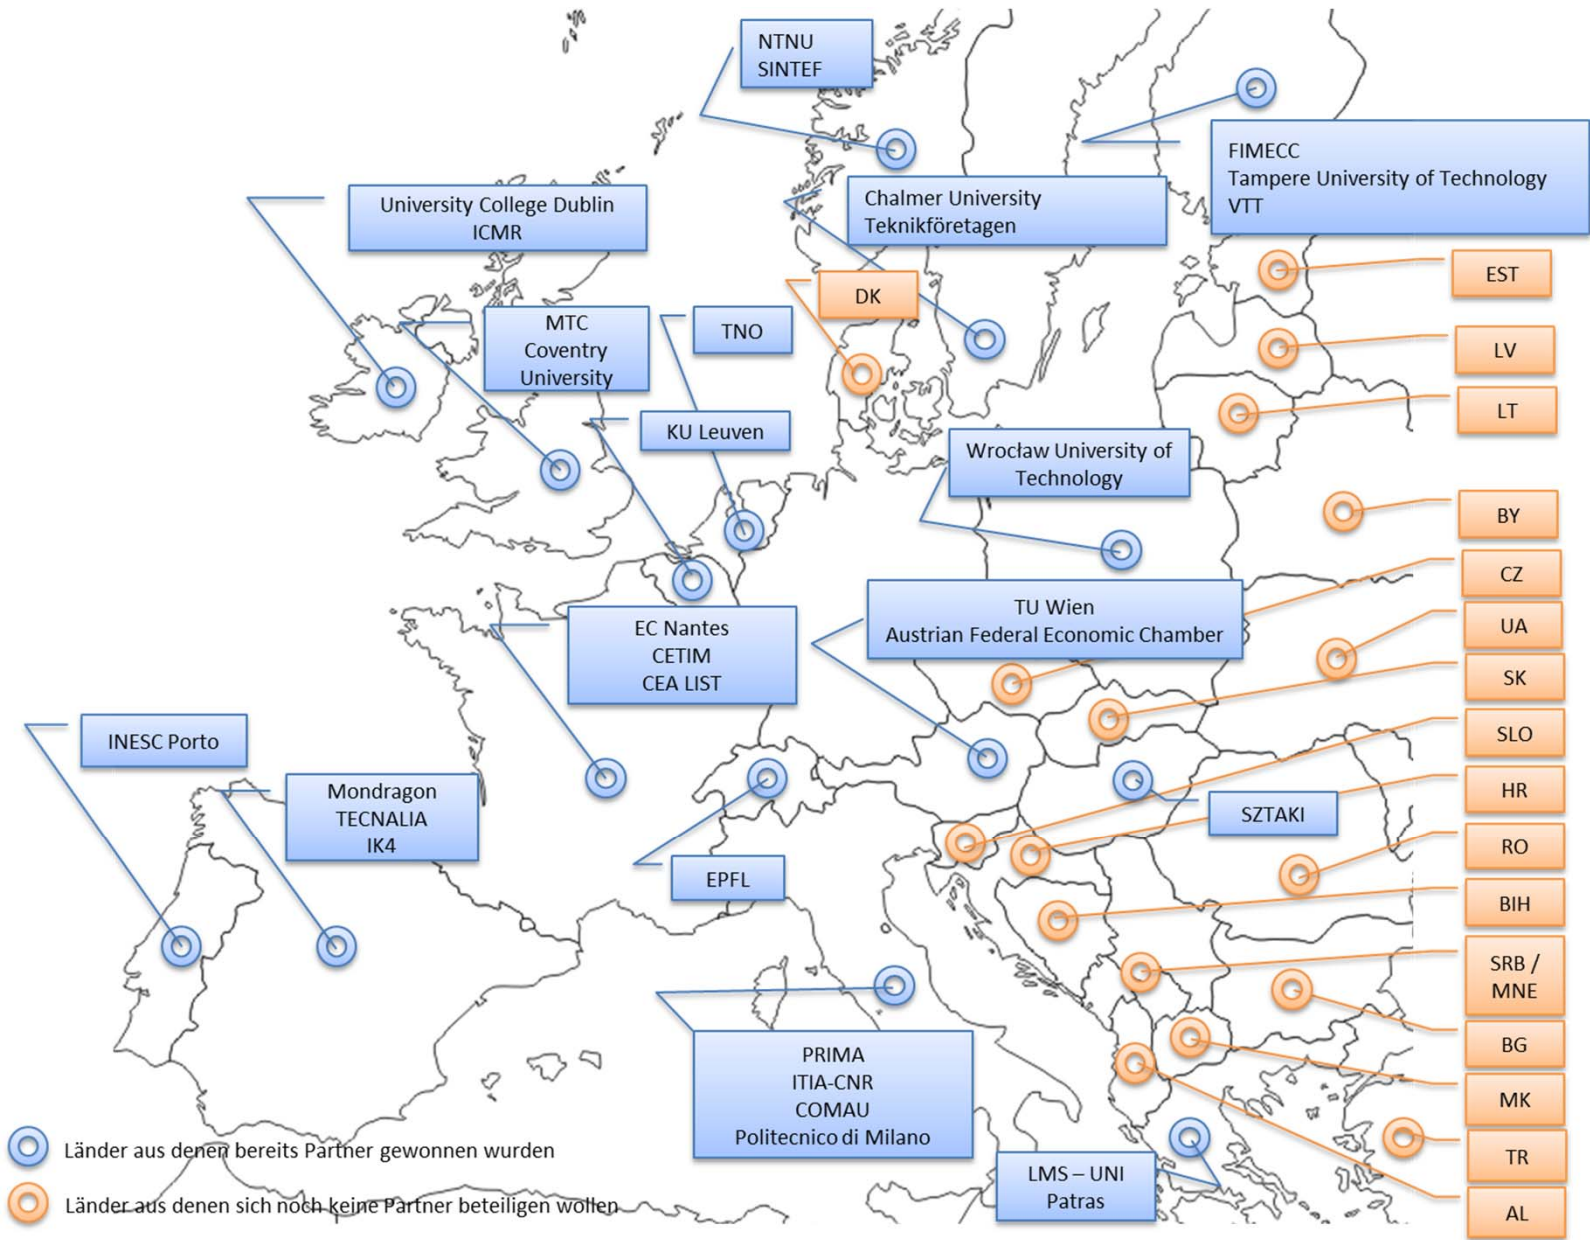 NTNU
SINTEF
FIMECC
Tampere University of Technology
VTT
University College Dublin
ICMR
Chalmer University
Teknikföretagen
EST
DK
MTC
Coventry
University
TNO
LV
LT
KU Leuven
Wrocław University of
Technology
BY
CZ
TU Wien
Austrian Federal Economic Chamber
UA
EC Nantes
CETIM
CEA LIST
SK
INESC Porto
SLO
Mondragon
TECNALIA
IK4
HR
SZTAKI
RO
EPFL
BIH
SRB /
MNE
BG
PRIMA
ITIA-CNR
COMAU
Politecnico di Milano
MK
Länder aus denen bereits Partner gewonnen wurden
TR
LMS – UNI
Patras
Länder aus denen sich noch keine Partner beteiligen wollen
AL